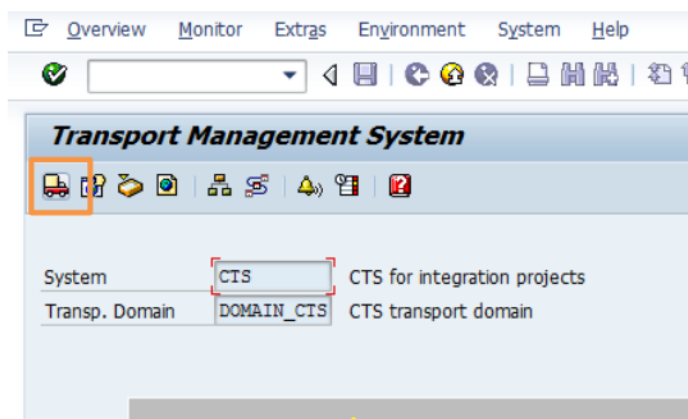 Overview Monitor Extras Environment System Help
Transport Management System
System CTS CTS for integration projects
Transp. Domain DOMAIN_CTS CTS transport domain